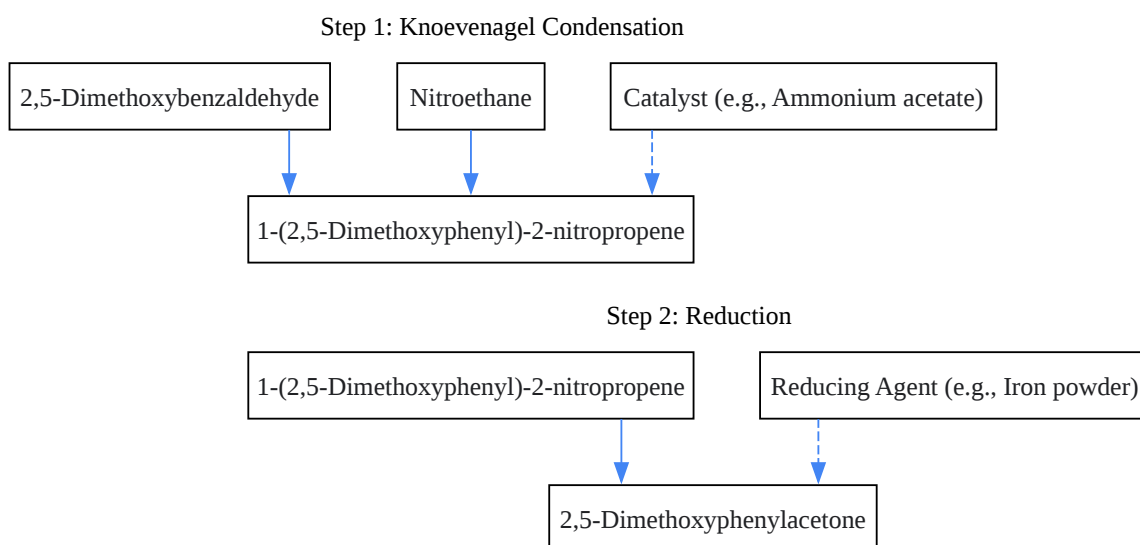 Step 1: Knoevenagel Condensation
2,5-Dimethoxybenzaldehyde
Nitroethane
Catalyst (e.g., Ammonium acetate)
1-(2,5-Dimethoxyphenyl)-2-nitropropene
Step 2: Reduction
1-(2,5-Dimethoxyphenyl)-2-nitropropene
Reducing Agent (e.g., Iron powder)
2,5-Dimethoxyphenylacetone